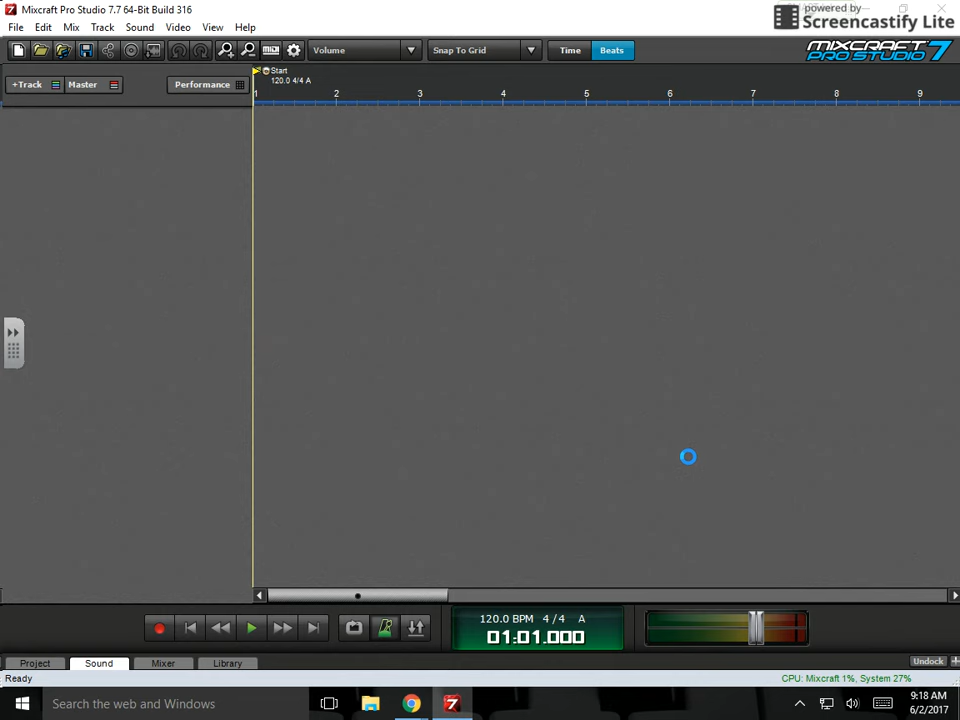 Mixcraft Pro Studio 7.7 64-Bit Build 316
powered by
Screencastify Lite
File Edit Mix Track Sound Video View Help
Volume Snap To Grid Time Beats
MIXCRAFT
PRO STUDIO 7
+Track Master Performance
Start
120.0 4/4 A
1 2 3 4 5 6 7 8 9
120.0 BPM 4/4 A
01:01.000
Project Sound Mixer Library Undock
Ready CPU: Mixcraft 1%, System 27%
Search the web and Windows 7 9:18 AM
6/2/2017